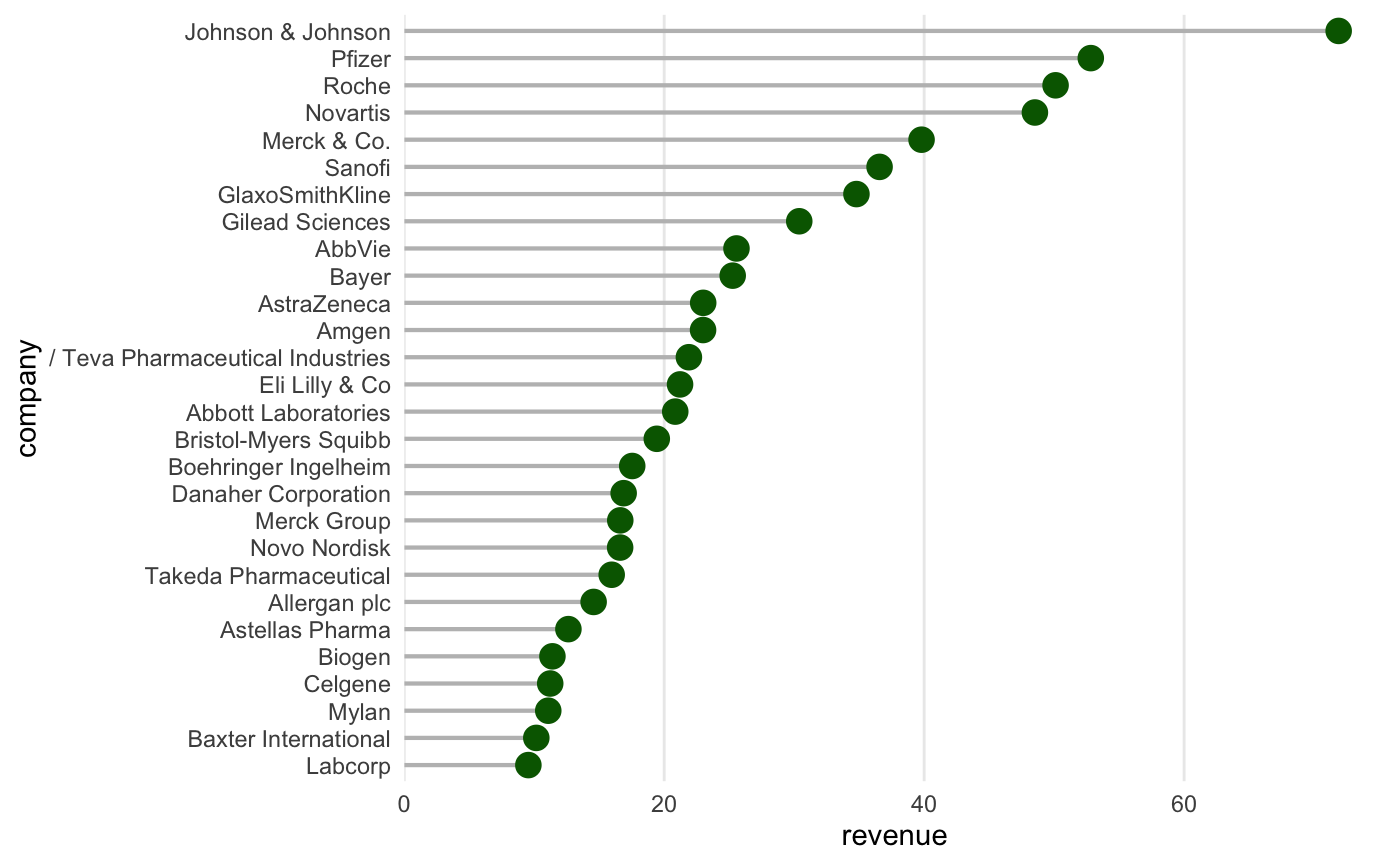 Johnson & Johnson
Pfizer
Roche
Novartis
Merck & Co.
Sanofi
GlaxoSmithKline
Gilead Sciences
AbbVie
Bayer
AstraZeneca
Amgen
/ Teva Pharmaceutical Industries
Eli Lilly & Co
Abbott Laboratories
Bristol-Myers Squibb
Boehringer Ingelheim
Danaher Corporation
Merck Group
Novo Nordisk
Takeda Pharmaceutical
Allergan plc
Astellas Pharma
Biogen
Celgene
Mylan
Baxter International
Labcorp
company
0 20 40 60
revenue